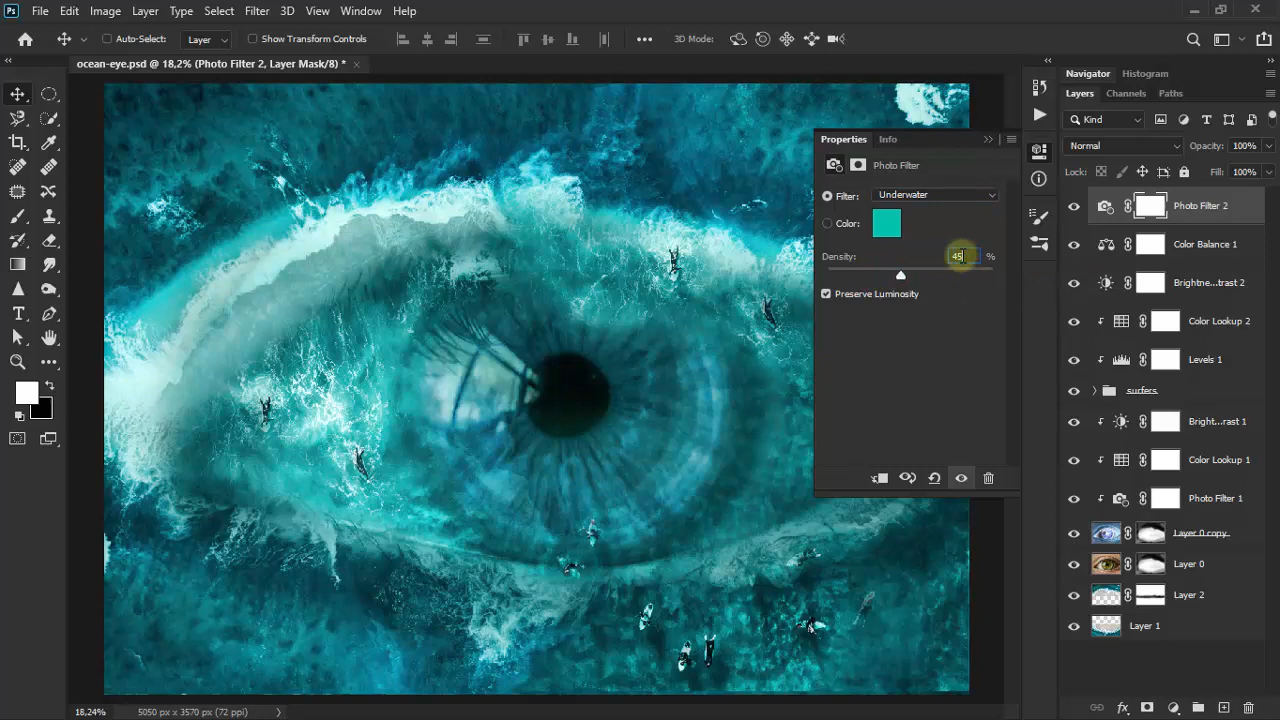 Ps File Edit Image Layer Type Select Filter 3D View Window Help
Auto-Select: Layer Show Transform Controls 3D Mode:
ocean-eye.psd @ 18,2% (Photo Filter 2, Layer Mask/8) * ×
Navigator Histogram
Layers Channels Paths
Kind
Normal Opacity: 100%
Lock: Fill: 100%
Photo Filter 2
Color Balance 1
Brightne...trast 2
Color Lookup 2
Levels 1
surfers
Bright...rast 1
Color Lookup 1
Photo Filter 1
Layer 0 copy
Layer 0
Layer 2
Layer 1
Properties Info
Photo Filter
Filter: Underwater
Color:
Density: 45 %
Preserve Luminosity
18,24% 5050 px x 3570 px (72 ppi)